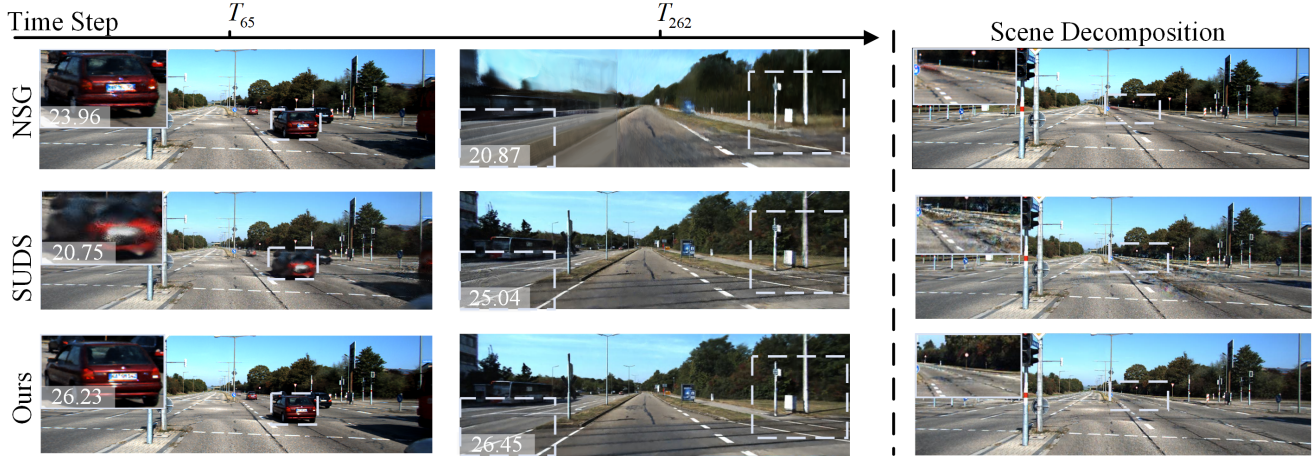 Time Step T65 T262
Scene Decomposition
NSG
23.96
20.87
SUDS
20.75
25.04
Ours
26.23
26.45